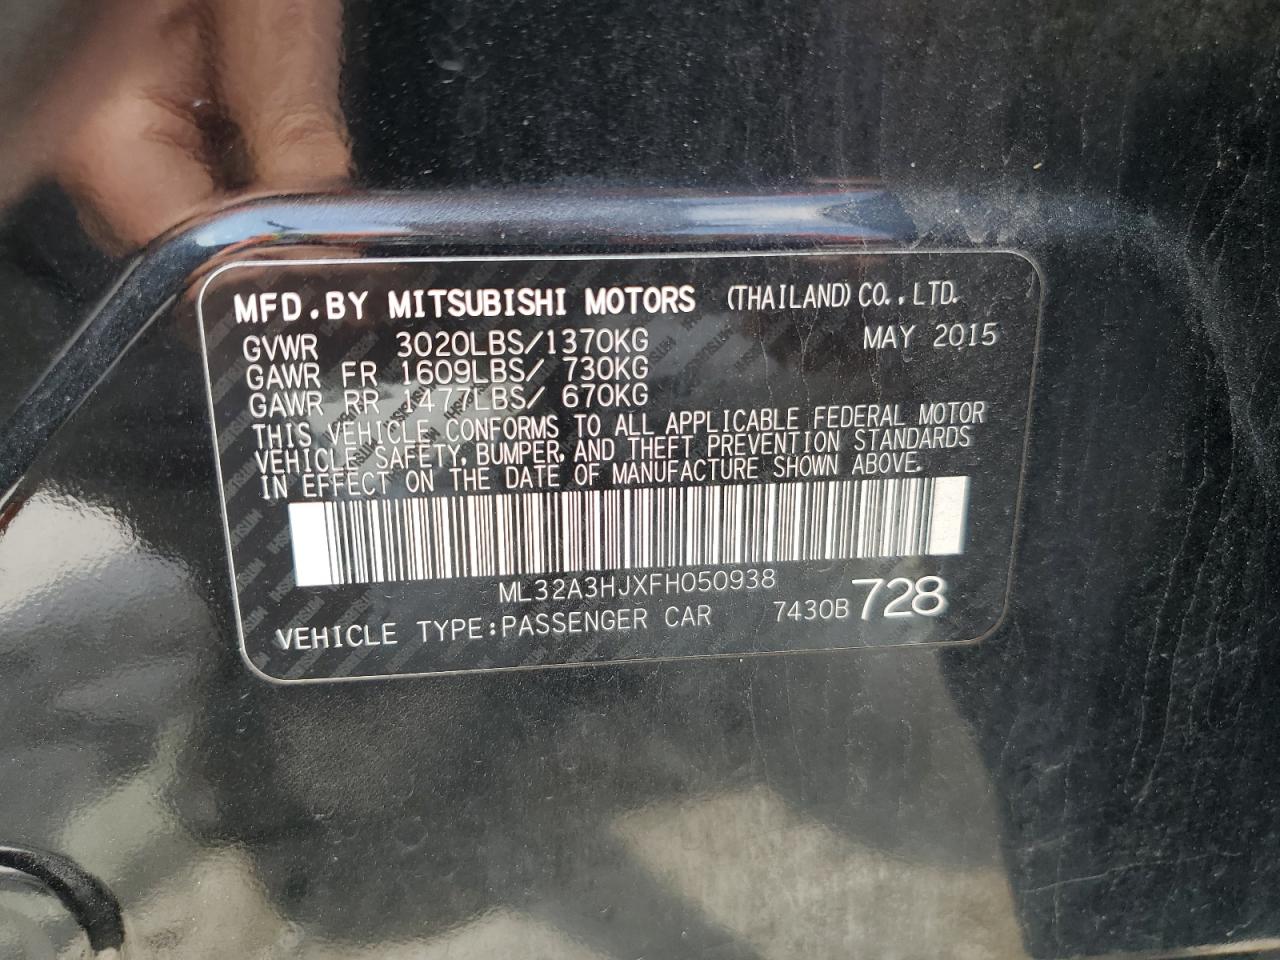 MFD.BY MITSUBISHI MOTORS (THAILAND) CO.,LTD.
GVWR 3020LBS/1370KG MAY 2015
GAWR FR 1609LBS/ 730KG
GAWR RR 1477LBS/ 670KG
THIS VEHICLE CONFORMS TO ALL APPLICABLE FEDERAL MOTOR
VEHICLE SAFETY, BUMPER, AND THEFT PREVENTION STANDARDS
IN EFFECT ON THE DATE OF MANUFACTURE SHOWN ABOVE.
ML32A3HJXFH050938
VEHICLE TYPE:PASSENGER CAR 7430B 728